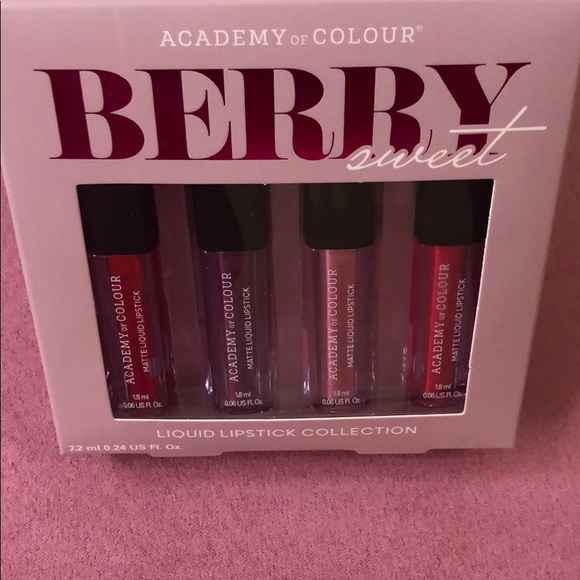 ACADEMY OF COLOUR®
BERRY
sweet
ACADEMY OF COLOUR
MATTE LIQUID LIPSTICK
1.8 ml
0.06 US Fl. Oz.
ACADEMY OF COLOUR
MATTE LIQUID LIPSTICK
1.8 ml
0.06 US Fl. Oz.
ACADEMY OF COLOUR
MATTE LIQUID LIPSTICK
1.8 ml
0.06 US Fl. Oz.
ACADEMY OF COLOUR
MATTE LIQUID LIPSTICK
1.8 ml
0.06 US Fl. Oz.
LIQUID LIPSTICK COLLECTION
7.2 ml 0.24 US Fl. Oz.